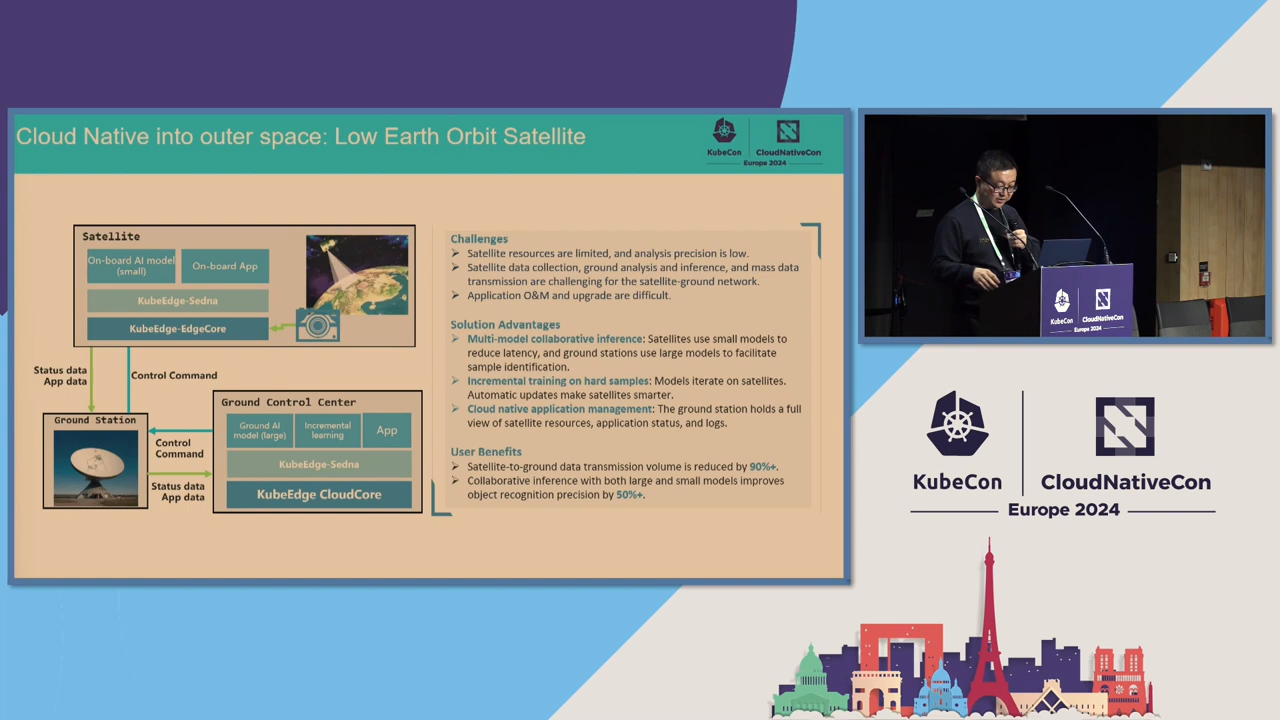 Cloud Native into outer space: Low Earth Orbit Satellite
KubeCon
CloudNativeCon
Europe 2024
Satellite
On-board AI model
(small)
On-board App
KubeEdge-Sedna
KubeEdge-EdgeCore
Status data
App data
Control Command
Ground Station
Control
Command
Status data
App data
Ground Control Center
Ground AI
model (large)
Incremental
learning
App
KubeEdge-Sedna
KubeEdge CloudCore
Challenges
➢ Satellite resources are limited, and analysis precision is low.
➢ Satellite data collection, ground analysis and inference, and mass data
transmission are challenging for the satellite-ground network.
➢ Application O&M and upgrade are difficult.
Solution Advantages
➢ Multi-model collaborative inference: Satellites use small models to
reduce latency, and ground stations use large models to facilitate
sample identification.
➢ Incremental training on hard samples: Models iterate on satellites.
Automatic updates make satellites smarter.
➢ Cloud native application management: The ground station holds a full
view of satellite resources, application status, and logs.
User Benefits
➢ Satellite-to-ground data transmission volume is reduced by 90%+.
➢ Collaborative inference with both large and small models improves
object recognition precision by 50%+.
KubeCon
CloudNativeCon
Europe 2024
KubeCon
CloudNativeCon
Europe 2024